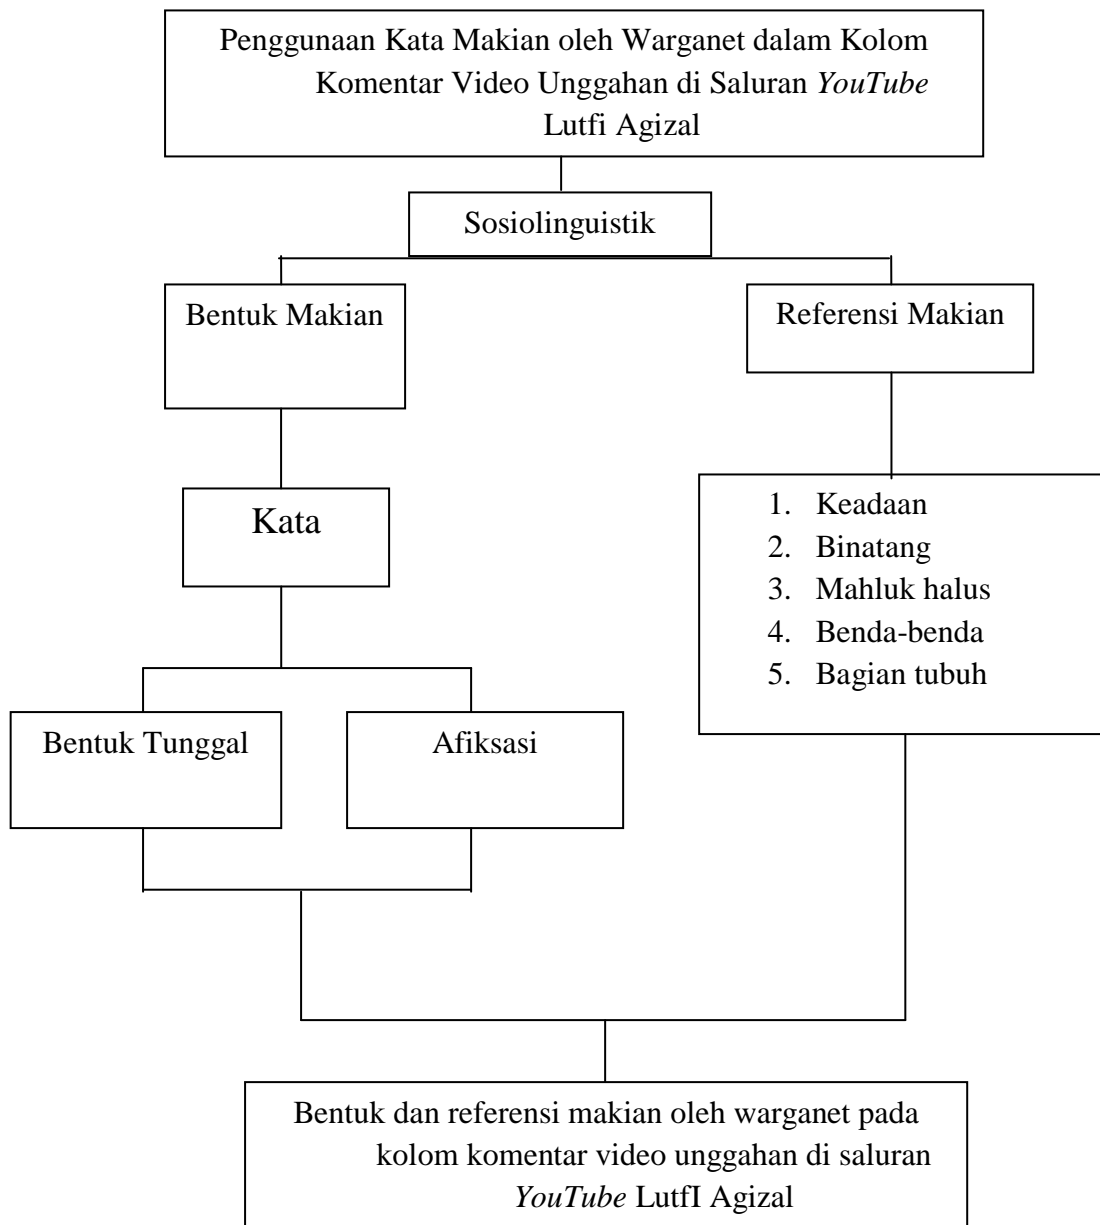 Penggunaan Kata Makian oleh Warganet dalam Kolom
Komentar Video Unggahan di Saluran YouTube
Lutfi Agizal
Sosiolinguistik
Bentuk Makian
Referensi Makian
Kata
1. Keadaan
2. Binatang
3. Mahluk halus
4. Benda-benda
5. Bagian tubuh
Bentuk Tunggal
Afiksasi
Bentuk dan referensi makian oleh warganet pada
kolom komentar video unggahan di saluran
YouTube LutfI Agizal